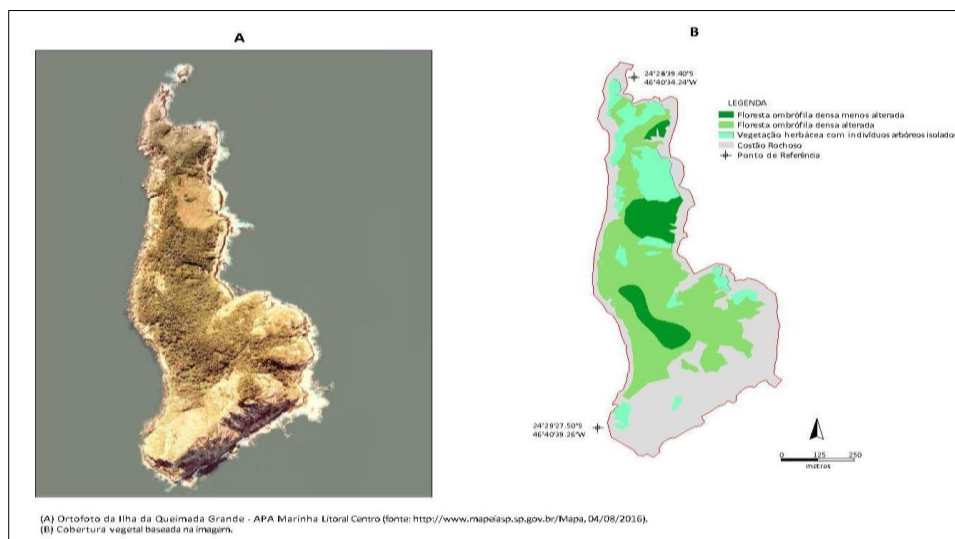 A
B
24°28'39.40"S
46°40'34.24"W
LEGENDA
Floresta ombrófila densa menos alterada
Floresta ombrófila densa alterada
Vegetação herbácea com indivíduos arbóreos isolados
Costão Rochoso
Ponto de Referência
24°29'27.50"S
46°40'39.26"W
0 125 250
metros
(A) Ortofoto da Ilha da Queimada Grande - APA Marinha Litoral Centro (fonte: http://www.mapeiasp.sp.gov.br/Mapa, 04/08/2016).
(B) Cobertura vegetal baseada na imagem.